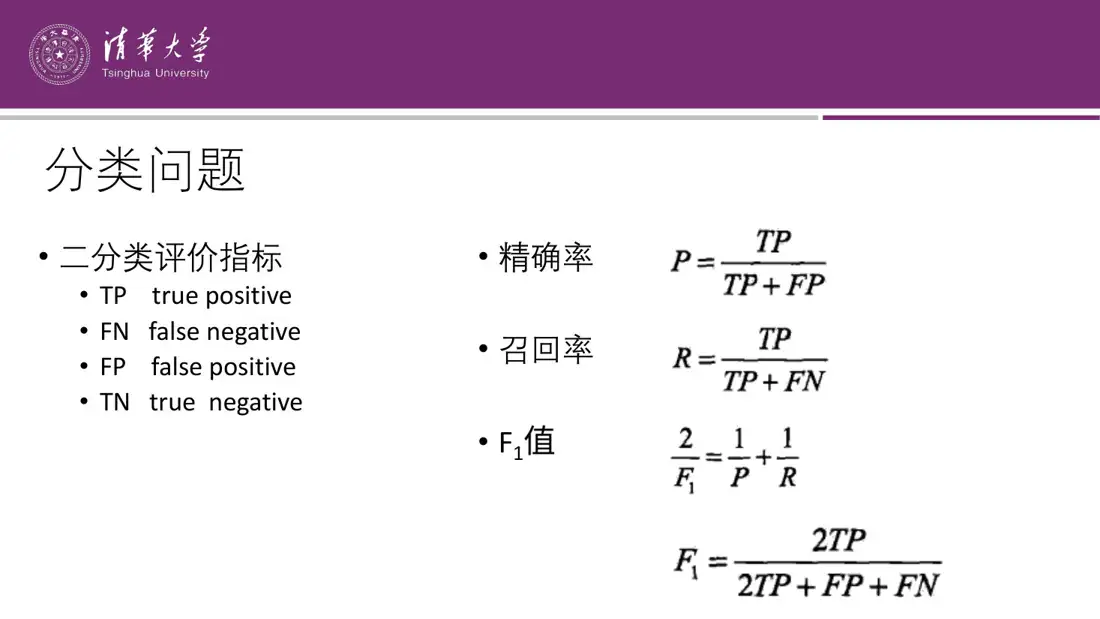 清华大学
Tsinghua University
分类问题
• 二分类评价指标
• TP true positive
• FN false negative
• FP false positive
• TN true negative
• 精确率
P = TP / (TP + FP)
• 召回率
R = TP / (TP + FN)
• F₁值
2/F₁ = 1/P + 1/R
F₁ = 2TP / (2TP + FP + FN)